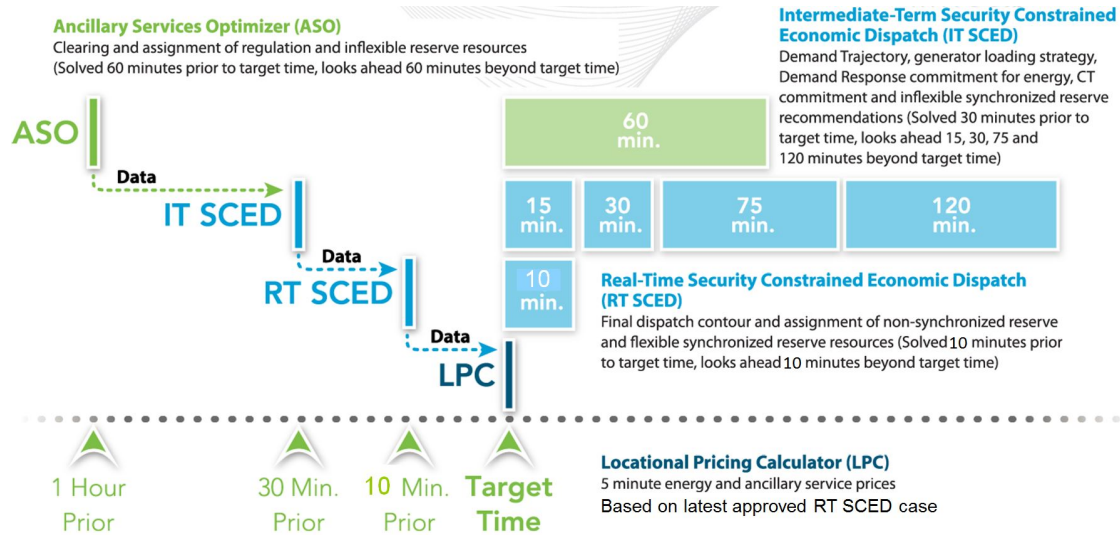 Ancillary Services Optimizer (ASO)
Clearing and assignment of regulation and inflexible reserve resources
(Solved 60 minutes prior to target time, looks ahead 60 minutes beyond target time)
Intermediate-Term Security Constrained
Economic Dispatch (IT SCED)
Demand Trajectory, generator loading strategy,
Demand Response commitment for energy, CT
commitment and inflexible synchronized reserve
recommendations (Solved 30 minutes prior to
target time, looks ahead 15, 30, 75 and
120 minutes beyond target time)
ASO
60
min.
Data
IT SCED
15
min.
30
min.
75
min.
120
min.
Data
RT SCED
10
min.
Real-Time Security Constrained Economic Dispatch
(RT SCED)
Final dispatch contour and assignment of non-synchronized reserve
and flexible synchronized reserve resources (Solved 10 minutes prior
to target time, looks ahead 10 minutes beyond target time)
Data
LPC
1 Hour
Prior
30 Min.
Prior
10 Min.
Prior
Target
Time
Locational Pricing Calculator (LPC)
5 minute energy and ancillary service prices
Based on latest approved RT SCED case